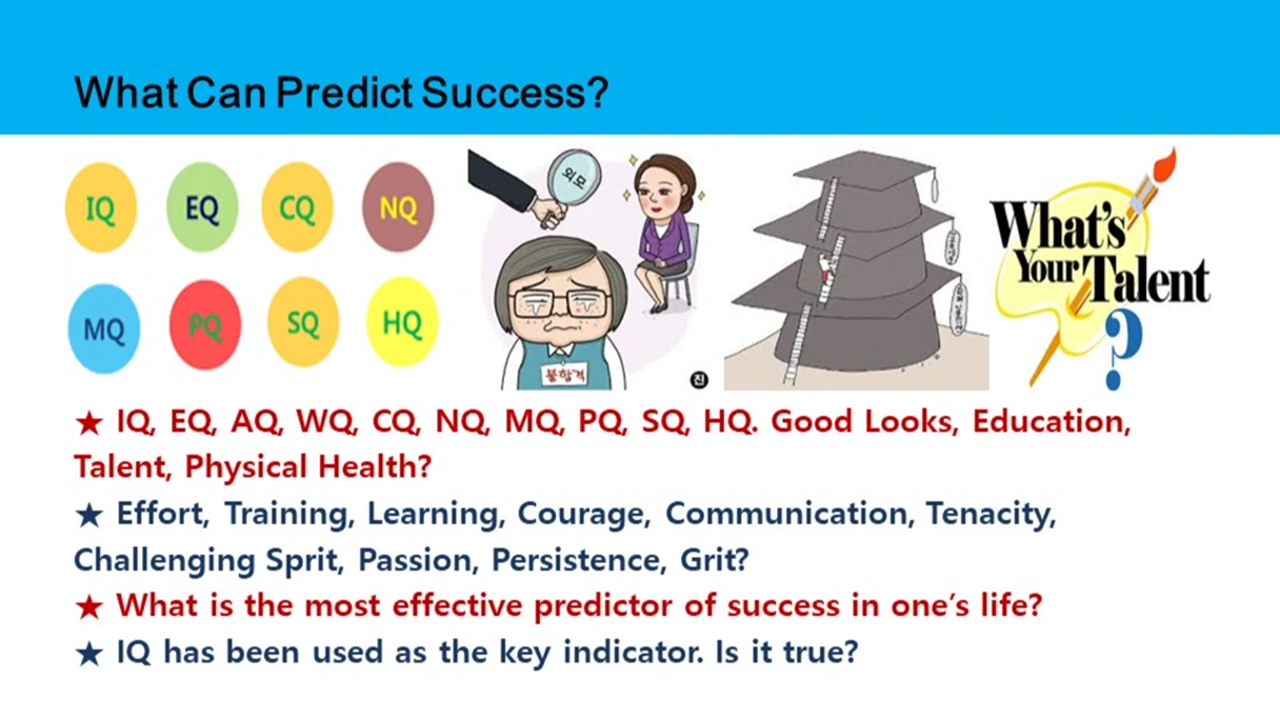 What Can Predict Success?
IQ
EQ
CQ
NQ
MQ
PQ
SQ
HQ
외모
불합격
진
What's
Your Talent
?
★ IQ, EQ, AQ, WQ, CQ, NQ, MQ, PQ, SQ, HQ. Good Looks, Education,
Talent, Physical Health?
★ Effort, Training, Learning, Courage, Communication, Tenacity,
Challenging Sprit, Passion, Persistence, Grit?
★ What is the most effective predictor of success in one's life?
★ IQ has been used as the key indicator. Is it true?